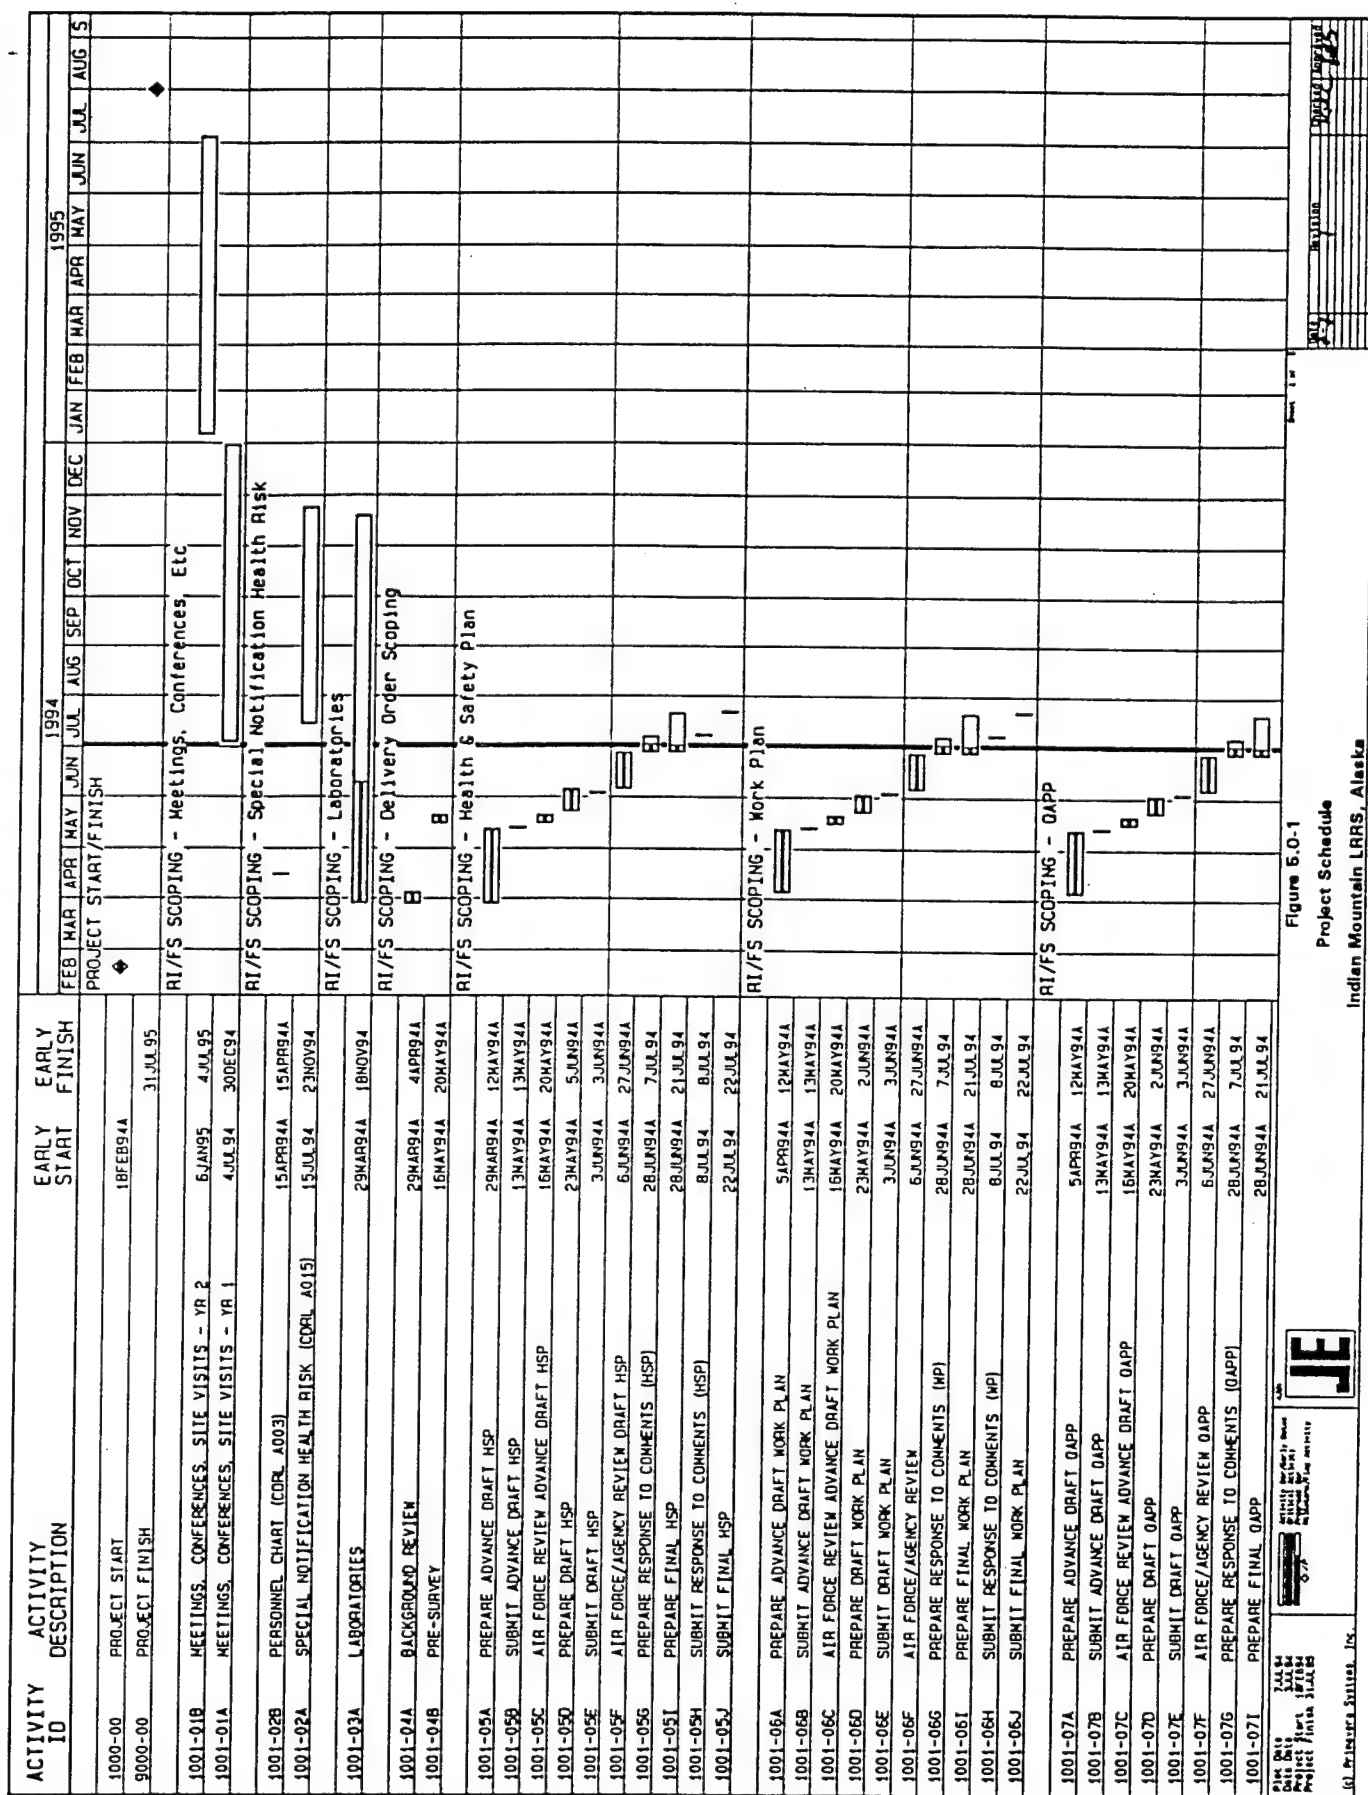 ACTIVITY ID ACTIVITY DESCRIPTION EARLY START EARLY FINISH
1994 1995
FEB MAR APR MAY JUN JUL AUG SEP OCT NOV DEC JAN FEB MAR APR MAY JUN JUL AUG S
PROJECT START/FINISH
1000-00 PROJECT START 18FEB94A
9000-00 PROJECT FINISH 31JUL95
RI/FS SCOPING - Meetings, Conferences, Etc
1001-01B MEETINGS, CONFERENCES, SITE VISITS - YR 2 6JAN95 4JUL95
1001-01A MEETINGS, CONFERENCES, SITE VISITS - YR 1 4JUL94 30DEC94
RI/FS SCOPING - Special Notification Health Risk
1001-02B PERSONNEL CHART (CDRL A003) 15APR94A 15APR94A
1001-02A SPECIAL NOTIFICATION HEALTH RISK (CDRL A015) 15JUL94 23NOV94
RI/FS SCOPING - Laboratories
1001-03A LABORATORIES 29MAR94A 18NOV94
RI/FS SCOPING - Delivery Order Scoping
1001-04A BACKGROUND REVIEW 29MAR94A 4APR94A
1001-04B PRE-SURVEY 16MAY94A 20MAY94A
RI/FS SCOPING - Health & Safety Plan
1001-05A PREPARE ADVANCE DRAFT HSP 29MAR94A 12MAY94A
1001-05B SUBMIT ADVANCE DRAFT HSP 13MAY94A 13MAY94A
1001-05C AIR FORCE REVIEW ADVANCE DRAFT HSP 16MAY94A 20MAY94A
1001-05D PREPARE DRAFT HSP 23MAY94A 5JUN94A
1001-05E SUBMIT DRAFT HSP 3JUN94A 3JUN94A
1001-05F AIR FORCE/AGENCY REVIEW DRAFT HSP 6JUN94A 27JUN94A
1001-05G PREPARE RESPONSE TO COMMENTS (HSP) 28JUN94A 7JUL94
1001-05I PREPARE FINAL HSP 28JUN94A 21JUL94
1001-05H SUBMIT RESPONSE TO COMMENTS (HSP) 8JUL94 8JUL94
1001-05J SUBMIT FINAL HSP 22JUL94 22JUL94
RI/FS SCOPING - Work Plan
1001-06A PREPARE ADVANCE DRAFT WORK PLAN 5APR94A 12MAY94A
1001-06B SUBMIT ADVANCE DRAFT WORK PLAN 13MAY94A 13MAY94A
1001-06C AIR FORCE REVIEW ADVANCE DRAFT WORK PLAN 16MAY94A 20MAY94A
1001-06D PREPARE DRAFT WORK PLAN 23MAY94A 2JUN94A
1001-06E SUBMIT DRAFT WORK PLAN 3JUN94A 3JUN94A
1001-06F AIR FORCE/AGENCY REVIEW 6JUN94A 27JUN94A
1001-06G PREPARE RESPONSE TO COMMENTS (WP) 28JUN94A 7JUL94
1001-06I PREPARE FINAL WORK PLAN 28JUN94A 21JUL94
1001-06H SUBMIT RESPONSE TO COMMENTS (WP) 8JUL94 8JUL94
1001-06J SUBMIT FINAL WORK PLAN 22JUL94 22JUL94
RI/FS SCOPING - QAPP
1001-07A PREPARE ADVANCE DRAFT QAPP 5APR94A 12MAY94A
1001-07B SUBMIT ADVANCE DRAFT QAPP 13MAY94A 13MAY94A
1001-07C AIR FORCE REVIEW ADVANCE DRAFT QAPP 16MAY94A 20MAY94A
1001-07D PREPARE DRAFT QAPP 23MAY94A 2JUN94A
1001-07E SUBMIT DRAFT QAPP 3JUN94A 3JUN94A
1001-07F AIR FORCE/AGENCY REVIEW QAPP 6JUN94A 27JUN94A
1001-07G PREPARE RESPONSE TO COMMENTS (QAPP) 28JUN94A 7JUL94
1001-07I PREPARE FINAL QAPP 28JUN94A 21JUL94
Plot Date 7JUL94
Data Date 3JUL94
Project Start 18FEB94
Project Finish 31JUL95
(c) Primavera Systems, Inc.
JE
Figure 5.0-1
Project Schedule
Indian Mountain LRRS, Alaska
Sheet 1 of
Date Revision Checked Approved